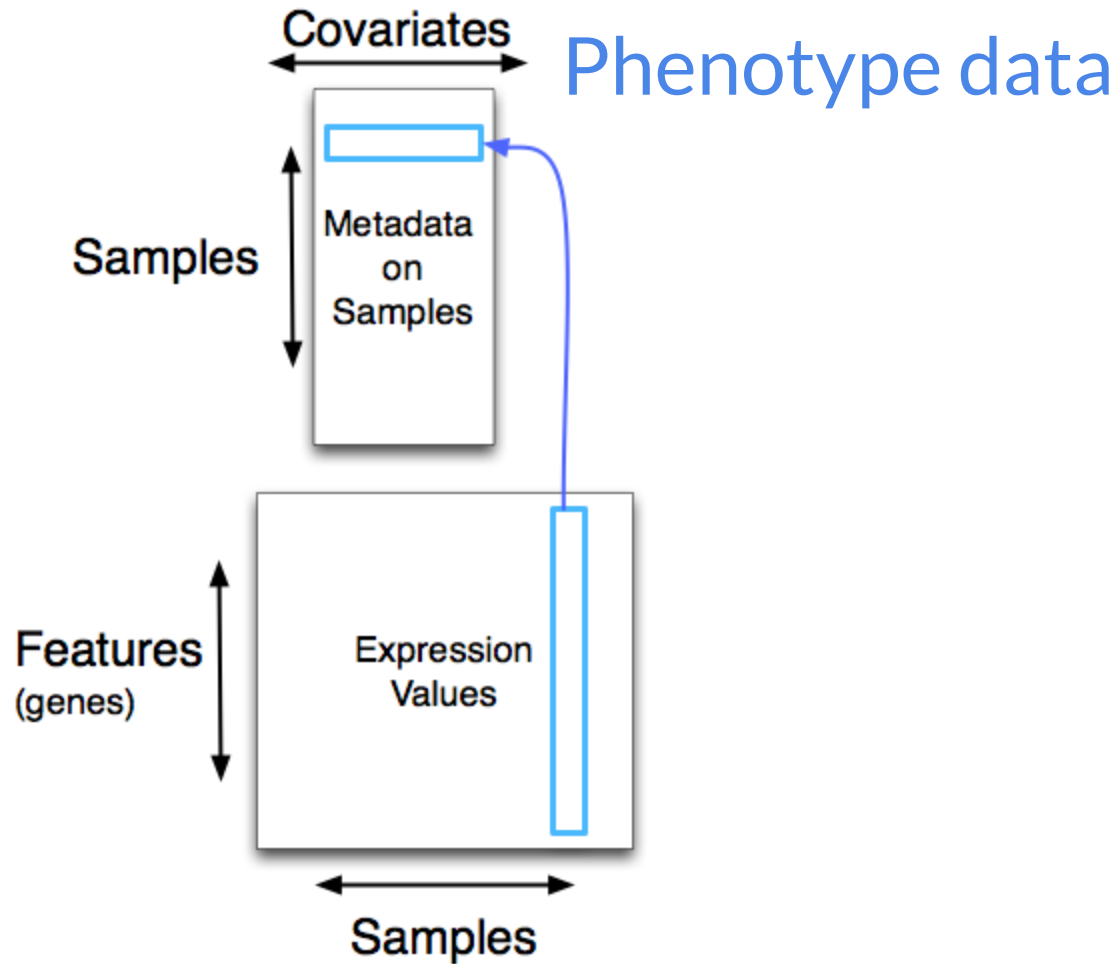 Covariates
Phenotype data
Samples
Metadata
on
Samples
Features
(genes)
Expression
Values
Samples